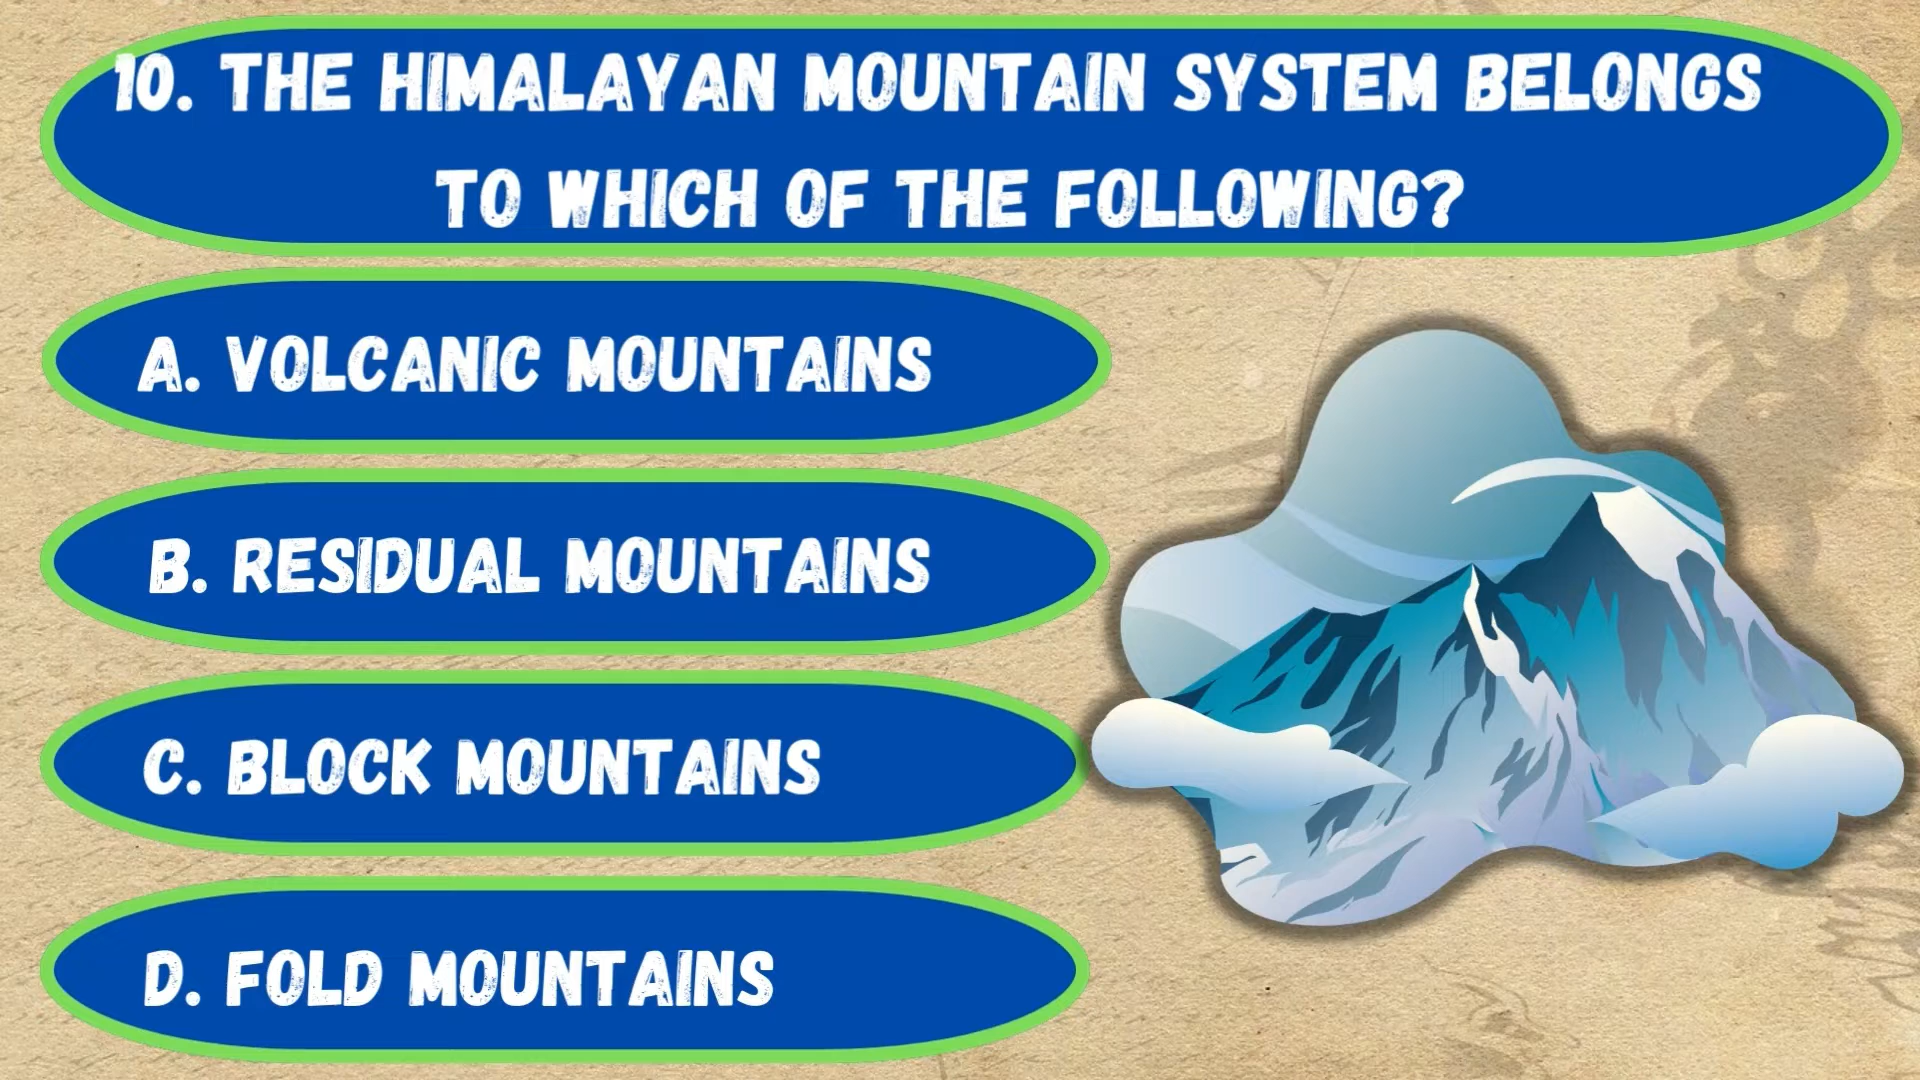 10. THE HIMALAYAN MOUNTAIN SYSTEM BELONGS
TO WHICH OF THE FOLLOWING?
A. VOLCANIC MOUNTAINS
B. RESIDUAL MOUNTAINS
C. BLOCK MOUNTAINS
D. FOLD MOUNTAINS